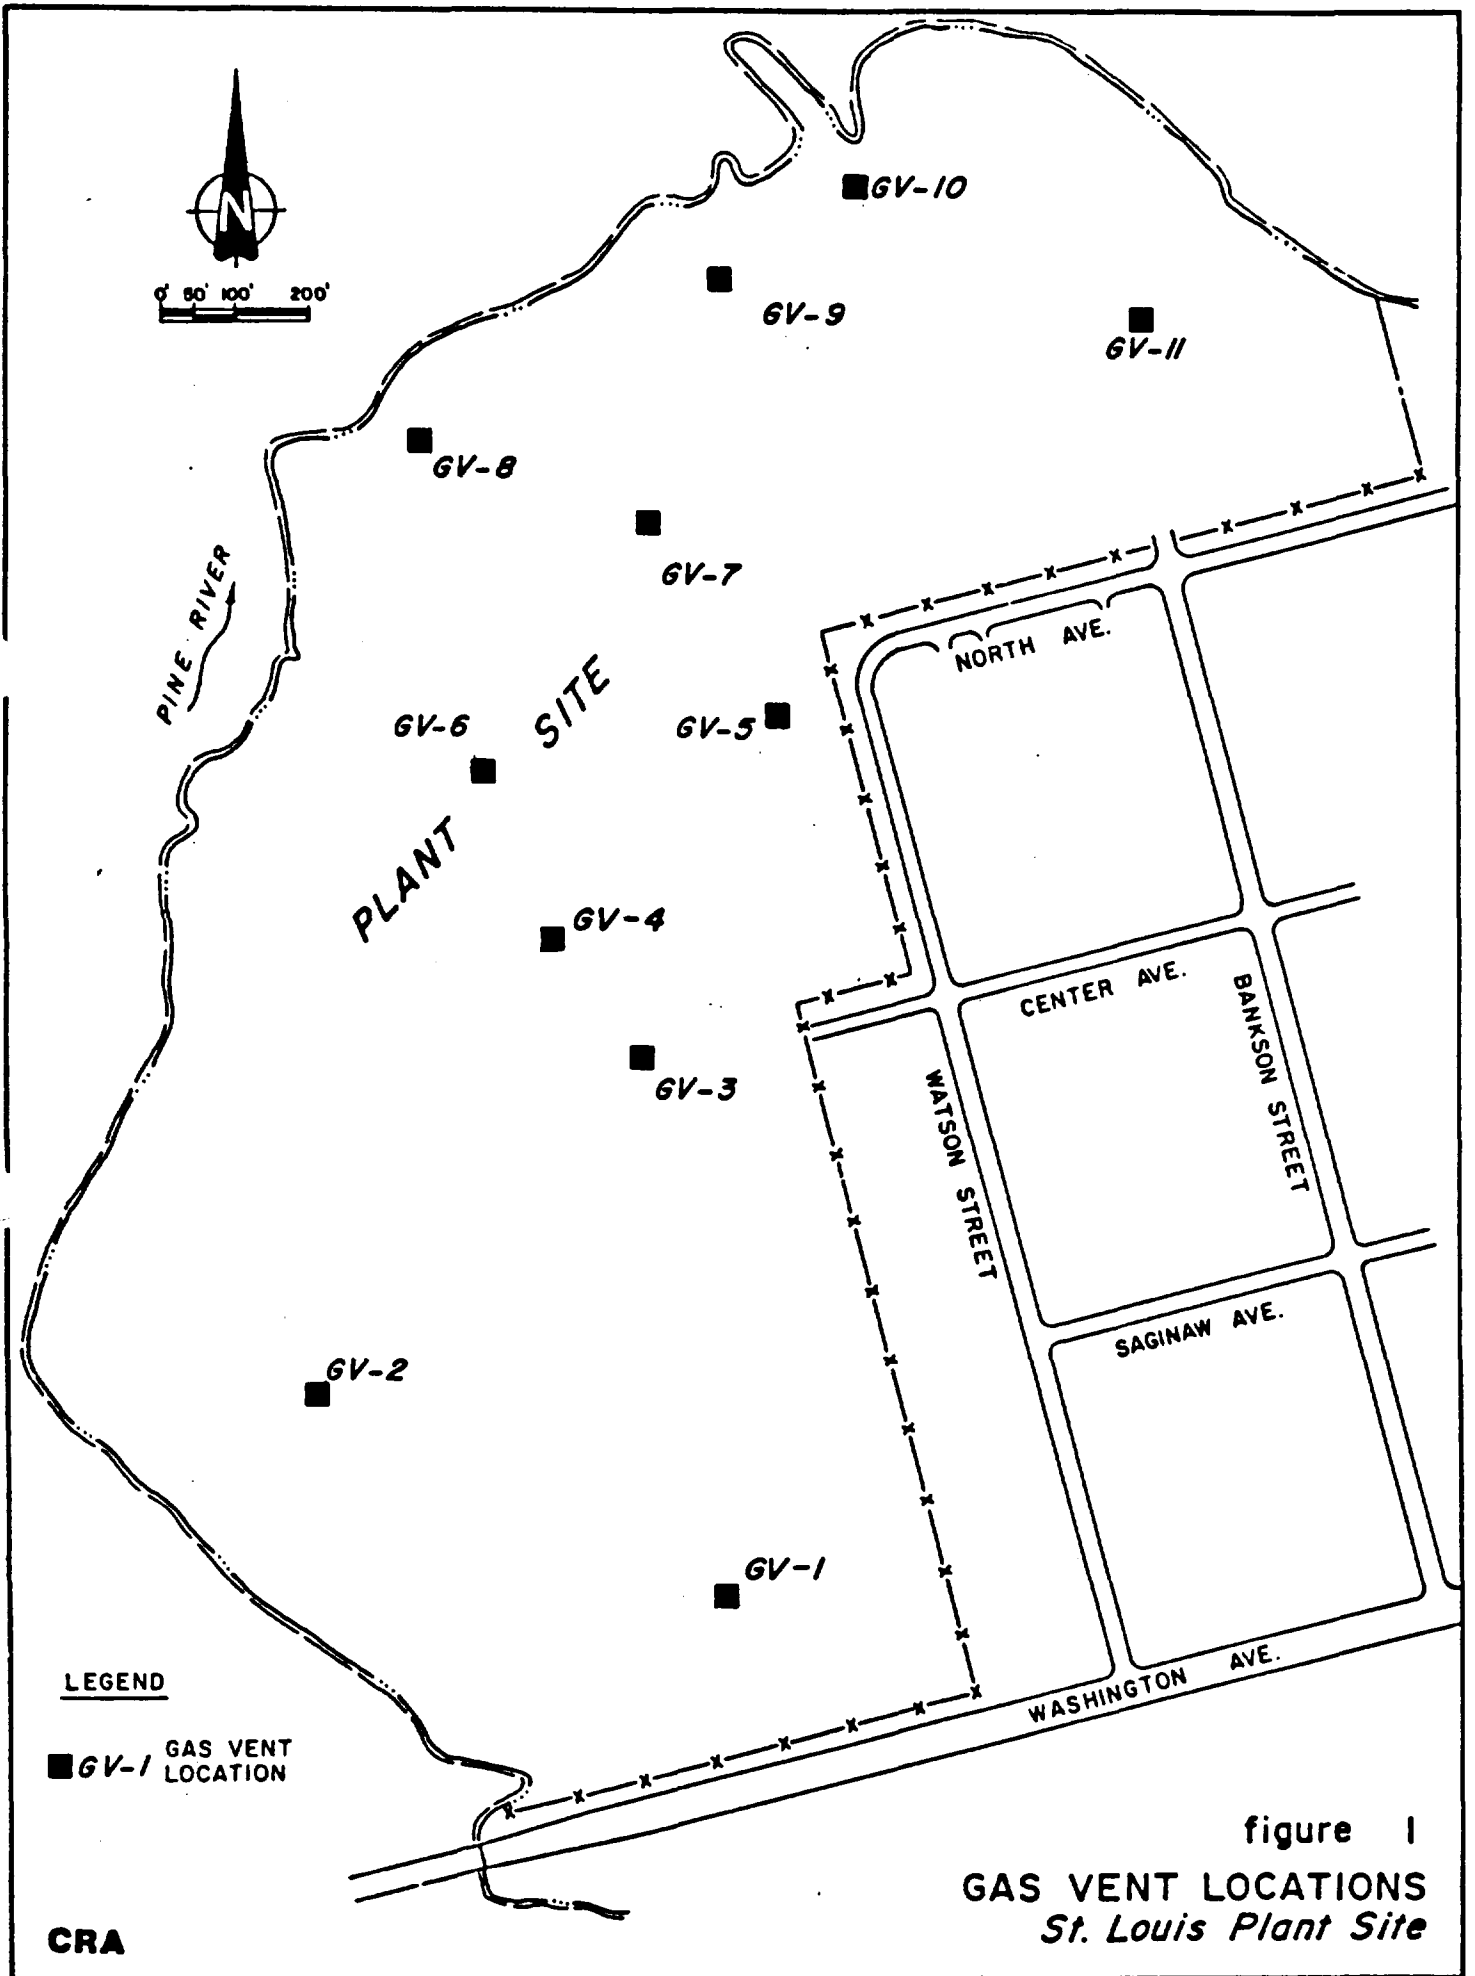 N
0' 50' 100' 200'
GV-10
GV-9
GV-11
GV-8
GV-7
PINE RIVER
NORTH AVE.
GV-6
PLANT SITE
GV-5
GV-4
CENTER AVE.
BANKSON STREET
GV-3
WATSON STREET
SAGINAW AVE.
GV-2
GV-1
WASHINGTON AVE.
LEGEND
GV-1 GAS VENT
LOCATION
figure 1
GAS VENT LOCATIONS
St. Louis Plant Site
CRA